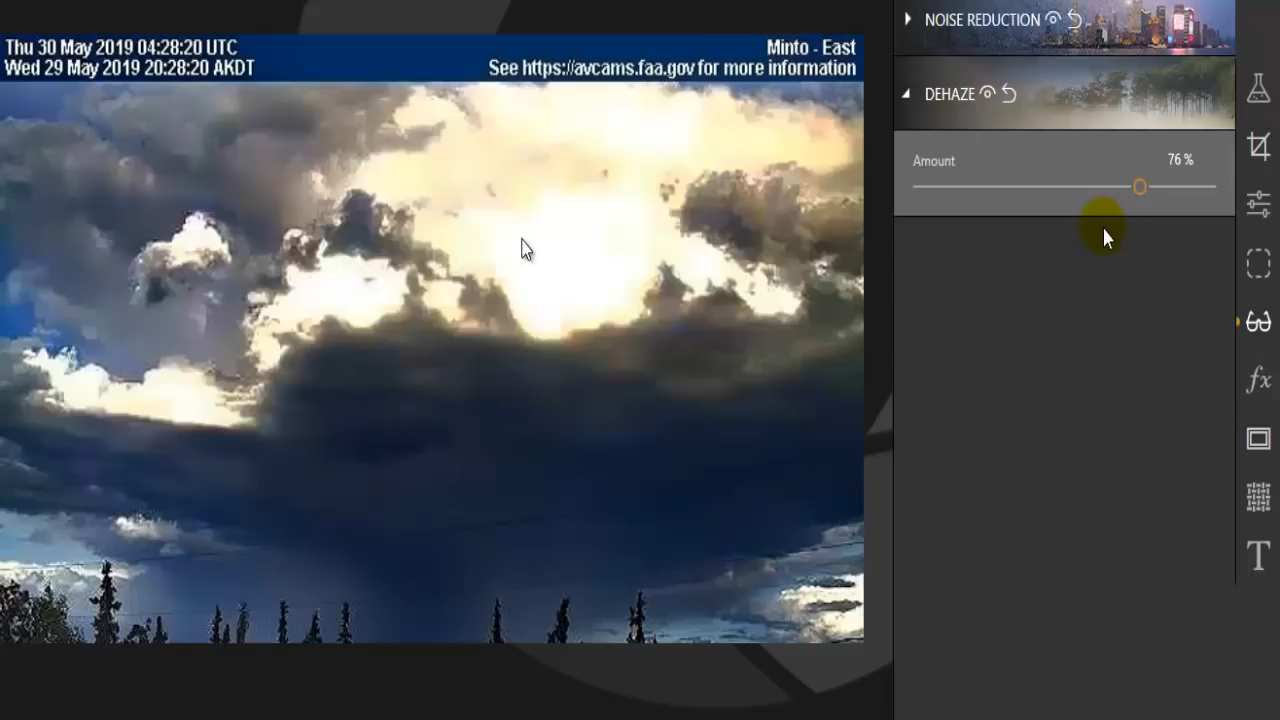 Thu 30 May 2019 04:28:20 UTC
Minto - East
Wed 29 May 2019 20:28:20 AKDT
See https://avcams.faa.gov for more information
NOISE REDUCTION
DEHAZE
Amount
76 %
fx
T